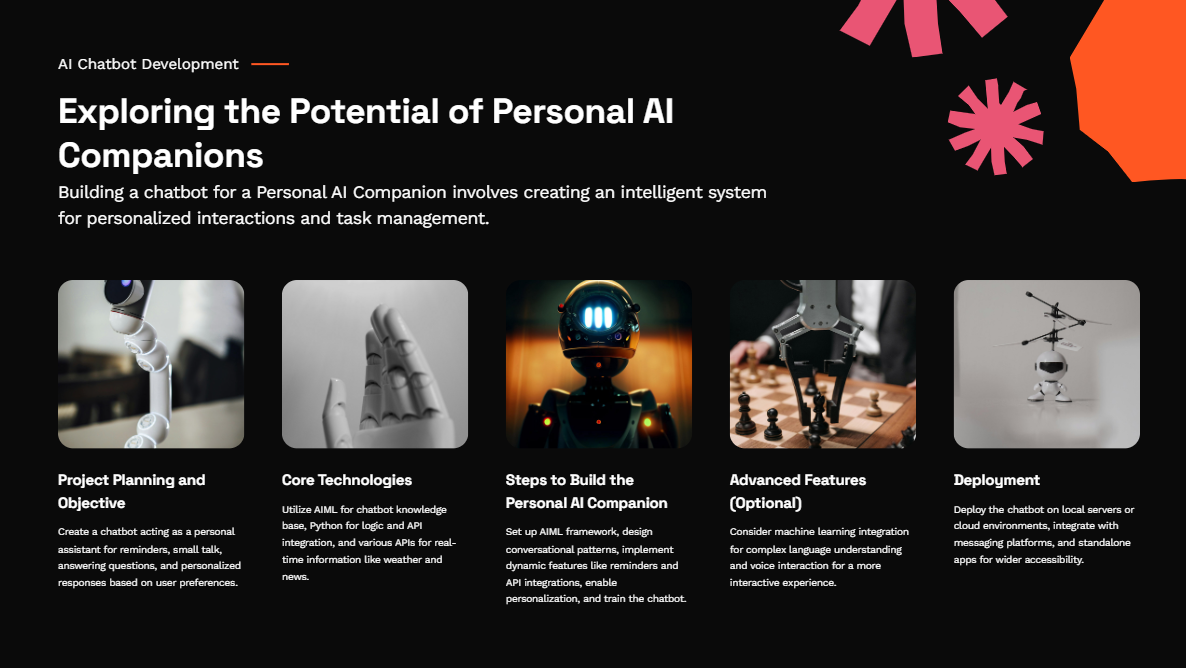 AI Chatbot Development
Exploring the Potential of Personal AI
Companions
Building a chatbot for a Personal AI Companion involves creating an intelligent system
for personalized interactions and task management.
Project Planning and
Objective
Create a chatbot acting as a personal
assistant for reminders, small talk,
answering questions, and personalized
responses based on user preferences.
Core Technologies
Utilize AIML for chatbot knowledge
base, Python for logic and API
integration, and various APIs for real-
time information like weather and
news.
Steps to Build the
Personal AI Companion
Set up AIML framework, design
conversational patterns, implement
dynamic features like reminders and
API integrations, enable
personalization, and train the chatbot.
Advanced Features
(Optional)
Consider machine learning integration
for complex language understanding
and voice interaction for a more
interactive experience.
Deployment
Deploy the chatbot on local servers or
cloud environments, integrate with
messaging platforms, and standalone
apps for wider accessibility.